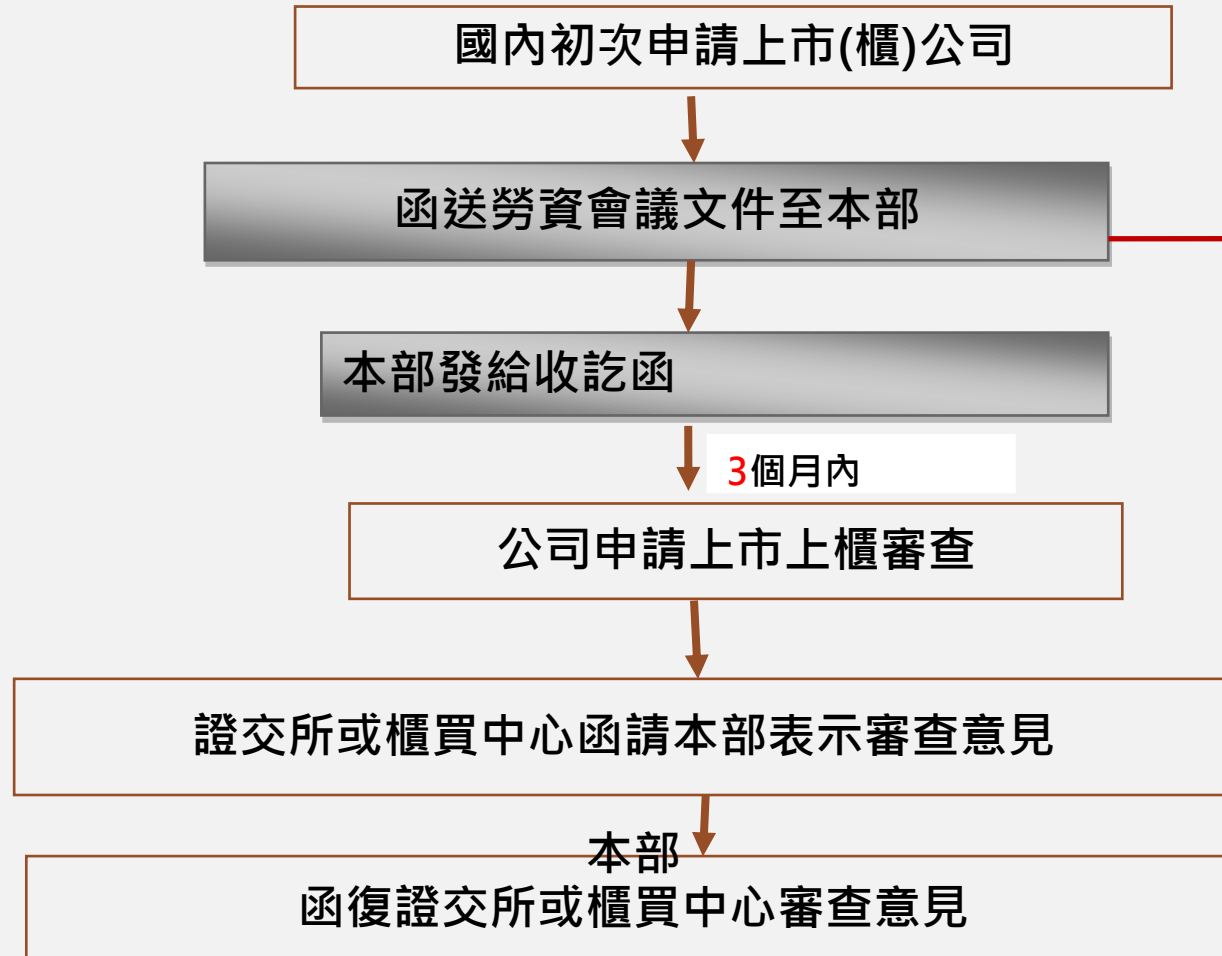 國內初次申請上市(櫃)公司
函送勞資會議文件至本部
本部發給收訖函
3個月內
公司申請上市上櫃審查
證交所或櫃買中心函請本部表示審查意見
本部
函復證交所或櫃買中心審查意見